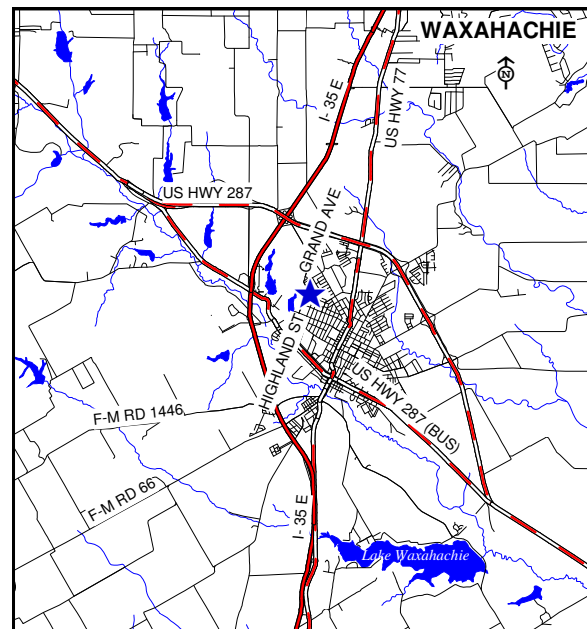 WAXAHACHIE
N
I- 35 E
US HWY 77
US HWY 287
GRAND AVE
HIGHLAND ST
US HWY 287 (BUS)
F-M RD 1446
F-M RD 66
I- 35 E
Lake Waxahachie